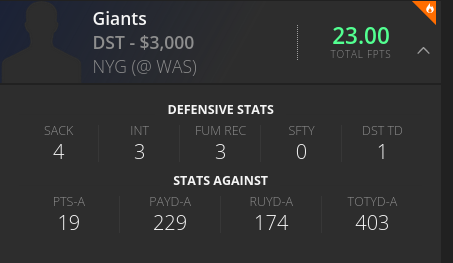 Giants
DST - $3,000
NYG (@ WAS)
23.00
TOTAL FPTS
DEFENSIVE STATS
SACK INT FUM REC SFTY DST TD
4 3 3 0 1
STATS AGAINST
PTS-A PAYD-A RUYD-A TOTYD-A
19 229 174 403